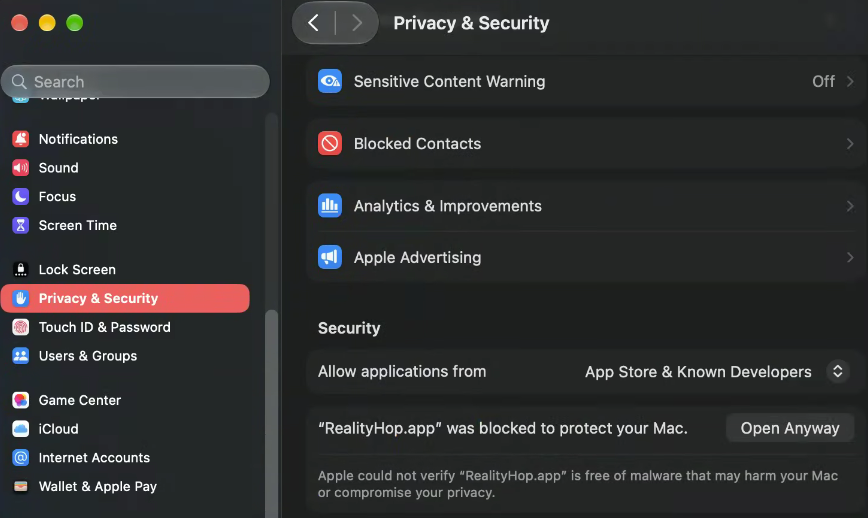 Privacy & Security
Search
Wallpaper
Notifications
Sound
Focus
Screen Time
Lock Screen
Privacy & Security
Touch ID & Password
Users & Groups
Game Center
iCloud
Internet Accounts
Wallet & Apple Pay
Sensitive Content Warning Off
Blocked Contacts
Analytics & Improvements
Apple Advertising
Security
Allow applications from App Store & Known Developers
“RealityHop.app” was blocked to protect your Mac. Open Anyway
Apple could not verify “RealityHop.app” is free of malware that may harm your Mac
or compromise your privacy.